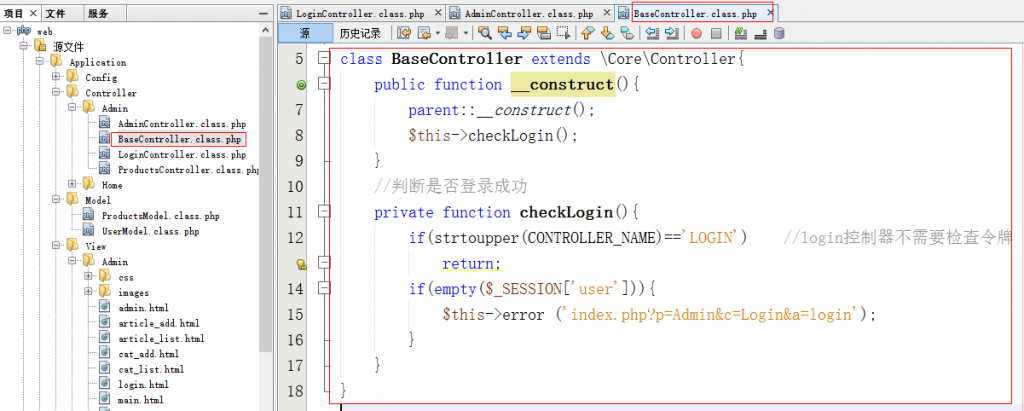 项目 × 文件 服务
web
源文件
Application
Config
Controller
Admin
AdminController.class.php
BaseController.class.php
LoginController.class.php
ProductsController.class.php
Home
Model
ProductsModel.class.php
UserModel.class.php
View
Admin
css
images
admin.html
article_add.html
article_list.html
cat_add.html
cat_list.html
login.html
main.html
LoginController.class.php × AdminController.class.php × BaseController.class.php ×
源 历史记录
5 class BaseController extends \Core\Controller{
public function __construct(){
7 parent::__construct();
8 $this->checkLogin();
9 }
10 //判断是否登录成功
11 private function checkLogin(){
12 if(strtoupper(CONTROLLER_NAME)=='LOGIN') //login控制器不需要检查令牌
return;
14 if(empty($_SESSION['user'])){
15 $this->error ('index.php?p=Admin&c=Login&a=login');
16 }
17 }
18 }